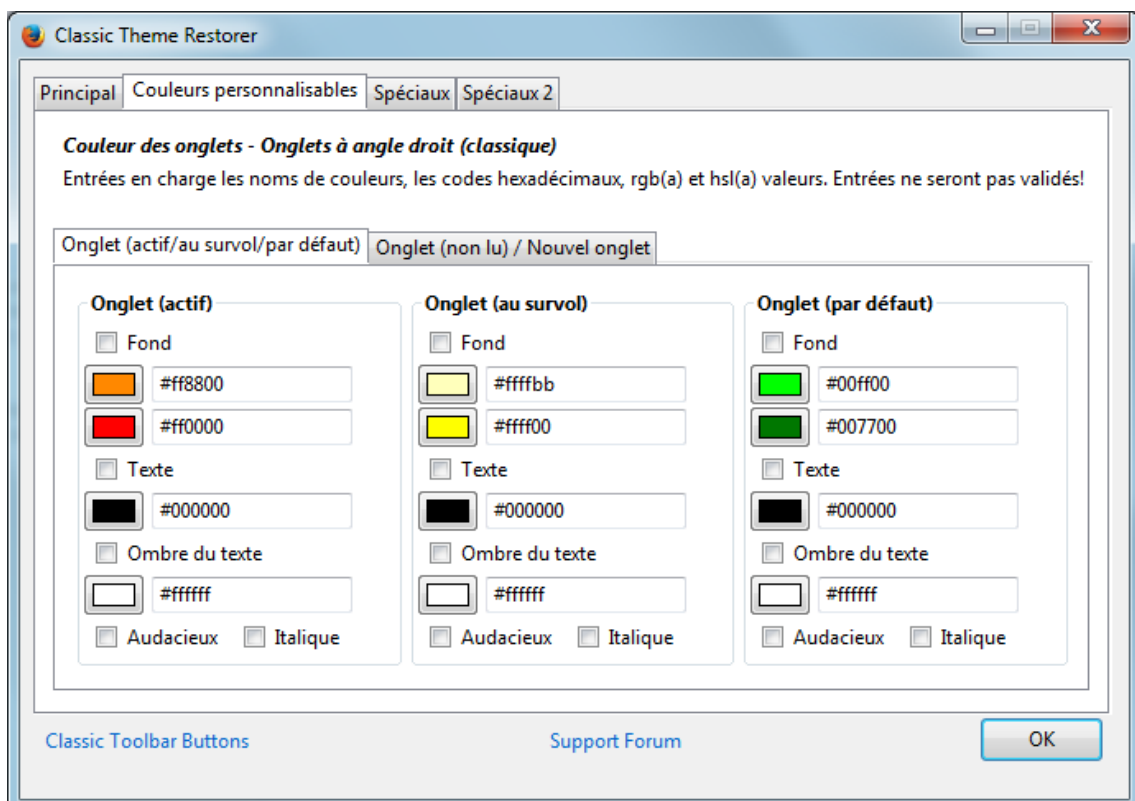 Classic Theme Restorer
Principal Couleurs personnalisables Spéciaux Spéciaux 2
Couleur des onglets - Onglets à angle droit (classique)
Entrées en charge les noms de couleurs, les codes hexadécimaux, rgb(a) et hsl(a) valeurs. Entrées ne seront pas validés!
Onglet (actif/au survol/par défaut) Onglet (non lu) / Nouvel onglet
Onglet (actif) Onglet (au survol) Onglet (par défaut)
Fond Fond Fond
#ff8800 #ffffbb #00ff00
#ff0000 #ffff00 #007700
Texte Texte Texte
#000000 #000000 #000000
Ombre du texte Ombre du texte Ombre du texte
#ffffff #ffffff #ffffff
Audacieux Italique Audacieux Italique Audacieux Italique
Classic Toolbar Buttons Support Forum OK